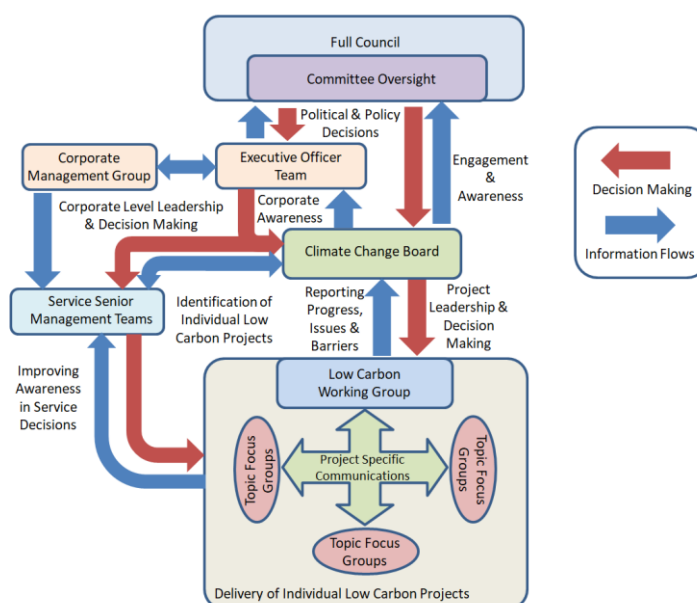 Full Council
Committee Oversight
Political & Policy
Decisions
Corporate
Management Group
Executive Officer
Team
Engagement
&
Awareness
Decision Making
Information Flows
Corporate Level Leadership
& Decision Making
Corporate
Awareness
Climate Change Board
Service Senior
Management Teams
Identification of
Individual Low
Carbon Projects
Reporting
Progress,
Issues &
Barriers
Project
Leadership &
Decision
Making
Improving
Awareness
in Service
Decisions
Low Carbon
Working Group
Topic Focus
Groups
Project Specific
Communications
Topic Focus
Groups
Topic Focus
Groups
Delivery of Individual Low Carbon Projects